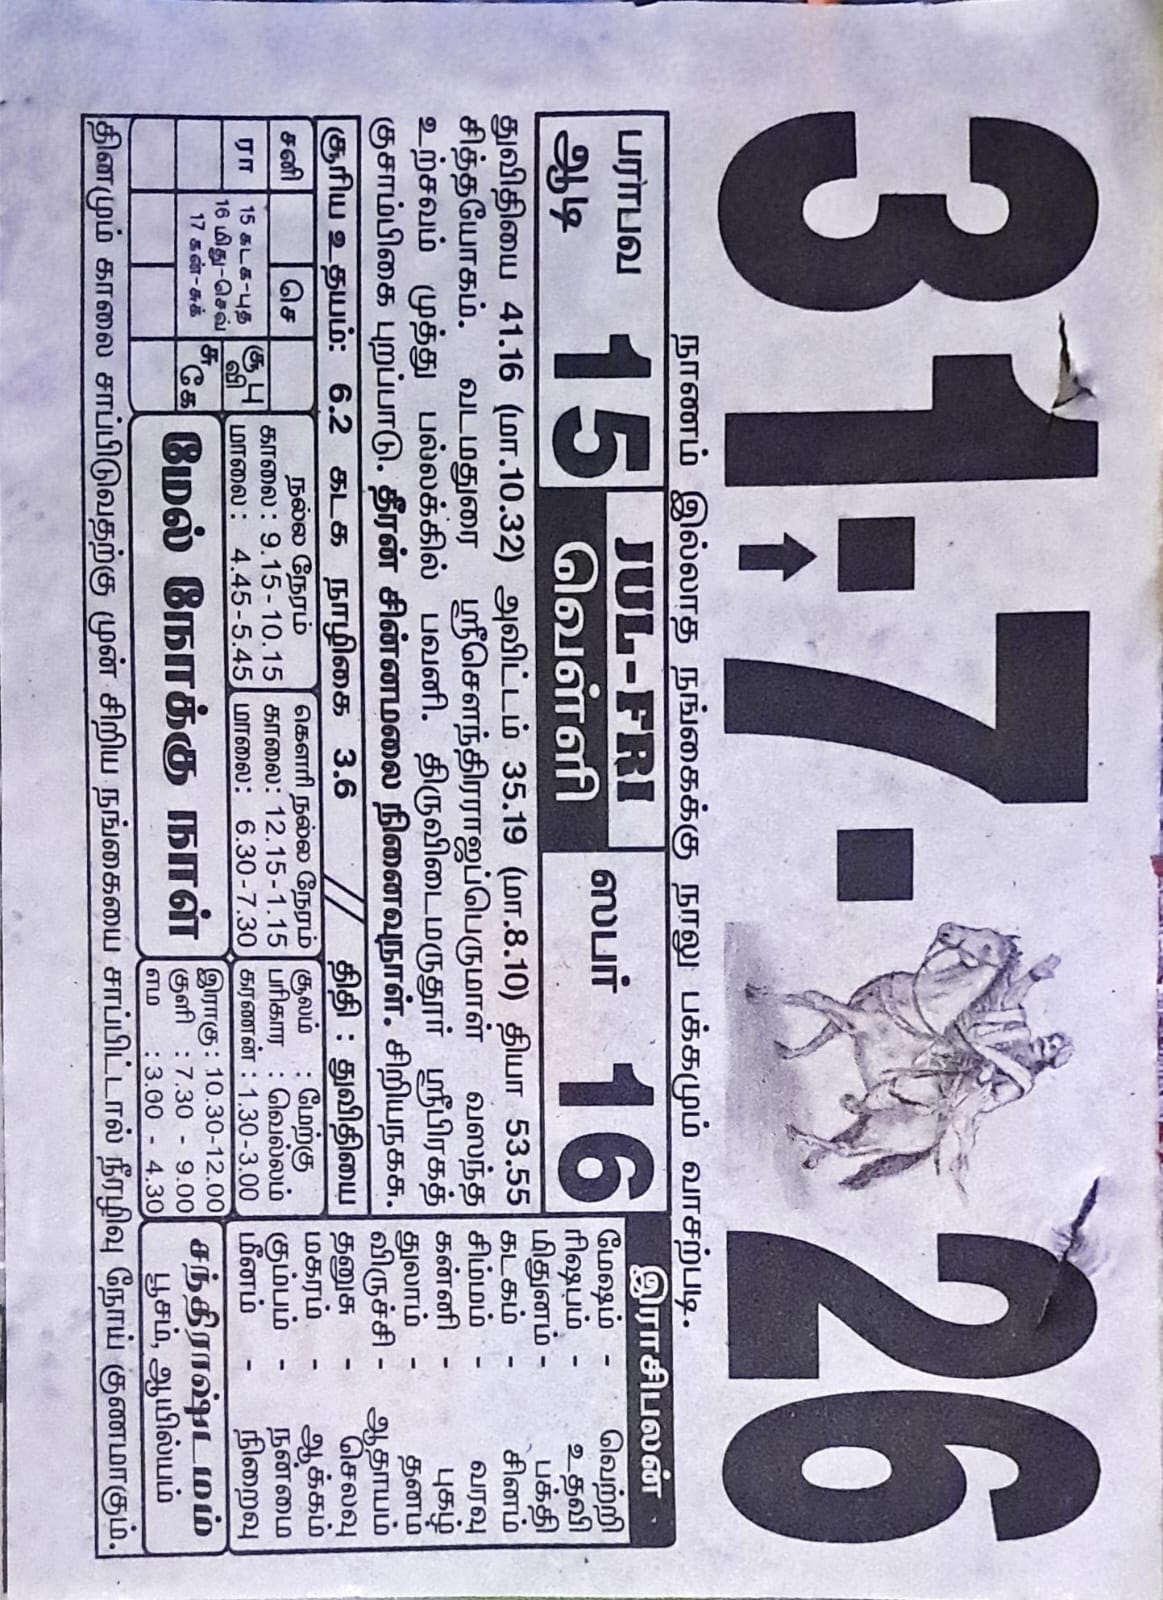 31.7.26
நாணம் இல்லாத நங்கைக்கு நாலு பக்கமும் வாசற்படி.
பராபவ
ஆடி
15
JUL-FRI
வெள்ளி
ஸபர்
16
துவிதியை 41.16 (மா.10.32) அவிட்டம் 35.19 (மா.8.10) தியா 53.55
சித்தயோகம். வடமதுரை ஸ்ரீசௌந்திரராஜப்பெருமாள் வஸந்த
உற்சவம் முத்து பல்லக்கில் பவனி. திருவிடைமருதூர் ஸ்ரீபிரகத்
குசாம்பிகை புறப்பாடு. தீரன் சின்னமலை நினைவுநாள். சிறியநகசு.
சூரிய உதயம்: 6.2 கடக நாழிகை 3.6 // திதி : துவிதியை
சனி
செ
ரா
15 கடக-புத
16 மிது-செவ்
17 கன்-சுக்
சூ பு
வி
சு
கே
நல்ல நேரம்
காலை: 9.15-10.15
மாலை: 4.45-5.45
கௌரி நல்ல நேரம்
காலை: 12.15-1.15
மாலை: 6.30-7.30
சூலம் : மேற்கு
பரிகார : வெல்லம்
கரணன் : 1.30-3.00
மேல் நோக்கு நாள்
இராகு : 10.30-12.00
குளி : 7.30 - 9.00
எம : 3.00 - 4.30
இராசிபலன்
மேஷம் - வெற்றி
ரிஷபம் - உதவி
மிதுனம் - பக்தி
கடகம் - சினம்
சிம்மம் - வரவு
கன்னி - புகழ்
துலாம் - தனம்
விருச்சி - ஆதாயம்
தனுசு - செலவு
மகரம் - ஆக்கம்
கும்பம் - நன்மை
மீனம் - நிறைவு
சந்திராஷ்டமம்
பூசம், ஆயில்யம்
தினமும் காலை சாப்பிடுவதற்கு முன் சிறிய நங்கையை சாப்பிட்டால் நீரழிவு நோய் குணமாகும்.